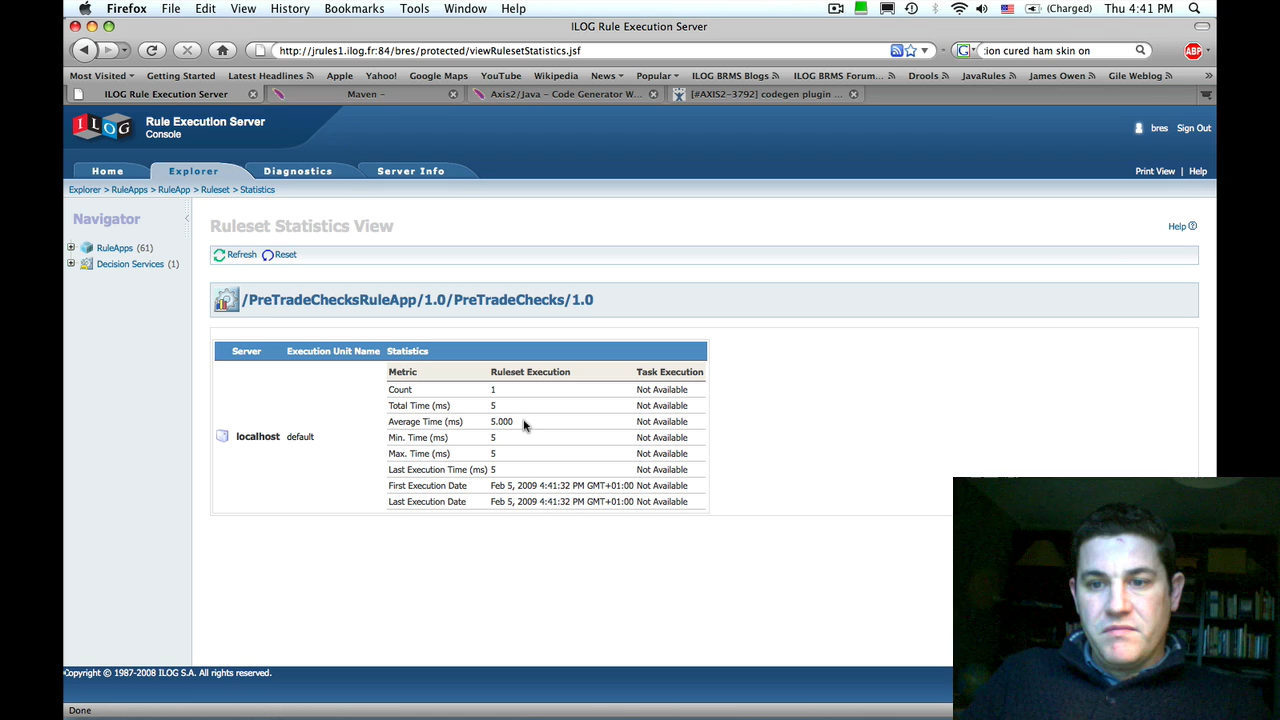 Firefox File Edit View History Bookmarks Tools Window Help (Charged) Thu 4:41 PM
ILOG Rule Execution Server
http://jrules1.ilog.fr:84/bres/protected/viewRulesetStatistics.jsf :ion cured ham skin on ABP
Most Visited Getting Started Latest Headlines Apple Yahoo! Google Maps YouTube Wikipedia News Popular ILOG BRMS Blogs ILOG BRMS Forum... Drools JavaRules James Owen Gile Weblog »
ILOG Rule Execution Server Maven - Axis2/Java - Code Generator W... [#AXIS2-3792] codegen plugin ...
ILOG Rule Execution Server
Console
bres Sign Out
Home Explorer Diagnostics Server Info Print View | Help
Explorer > RuleApps > RuleApp > Ruleset > Statistics
Navigator
RuleApps (61)
Decision Services (1)
Ruleset Statistics View
Help
Refresh Reset
/PreTradeChecksRuleApp/1.0/PreTradeChecks/1.0
Server Execution Unit Name Statistics
Metric Ruleset Execution Task Execution
Count 1 Not Available
Total Time (ms) 5 Not Available
Average Time (ms) 5.000 Not Available
localhost default
Min. Time (ms) 5 Not Available
Max. Time (ms) 5 Not Available
Last Execution Time (ms) 5 Not Available
First Execution Date Feb 5, 2009 4:41:32 PM GMT+01:00 Not Available
Last Execution Date Feb 5, 2009 4:41:32 PM GMT+01:00 Not Available
Copyright © 1987-2008 ILOG S.A. All rights reserved.
Done